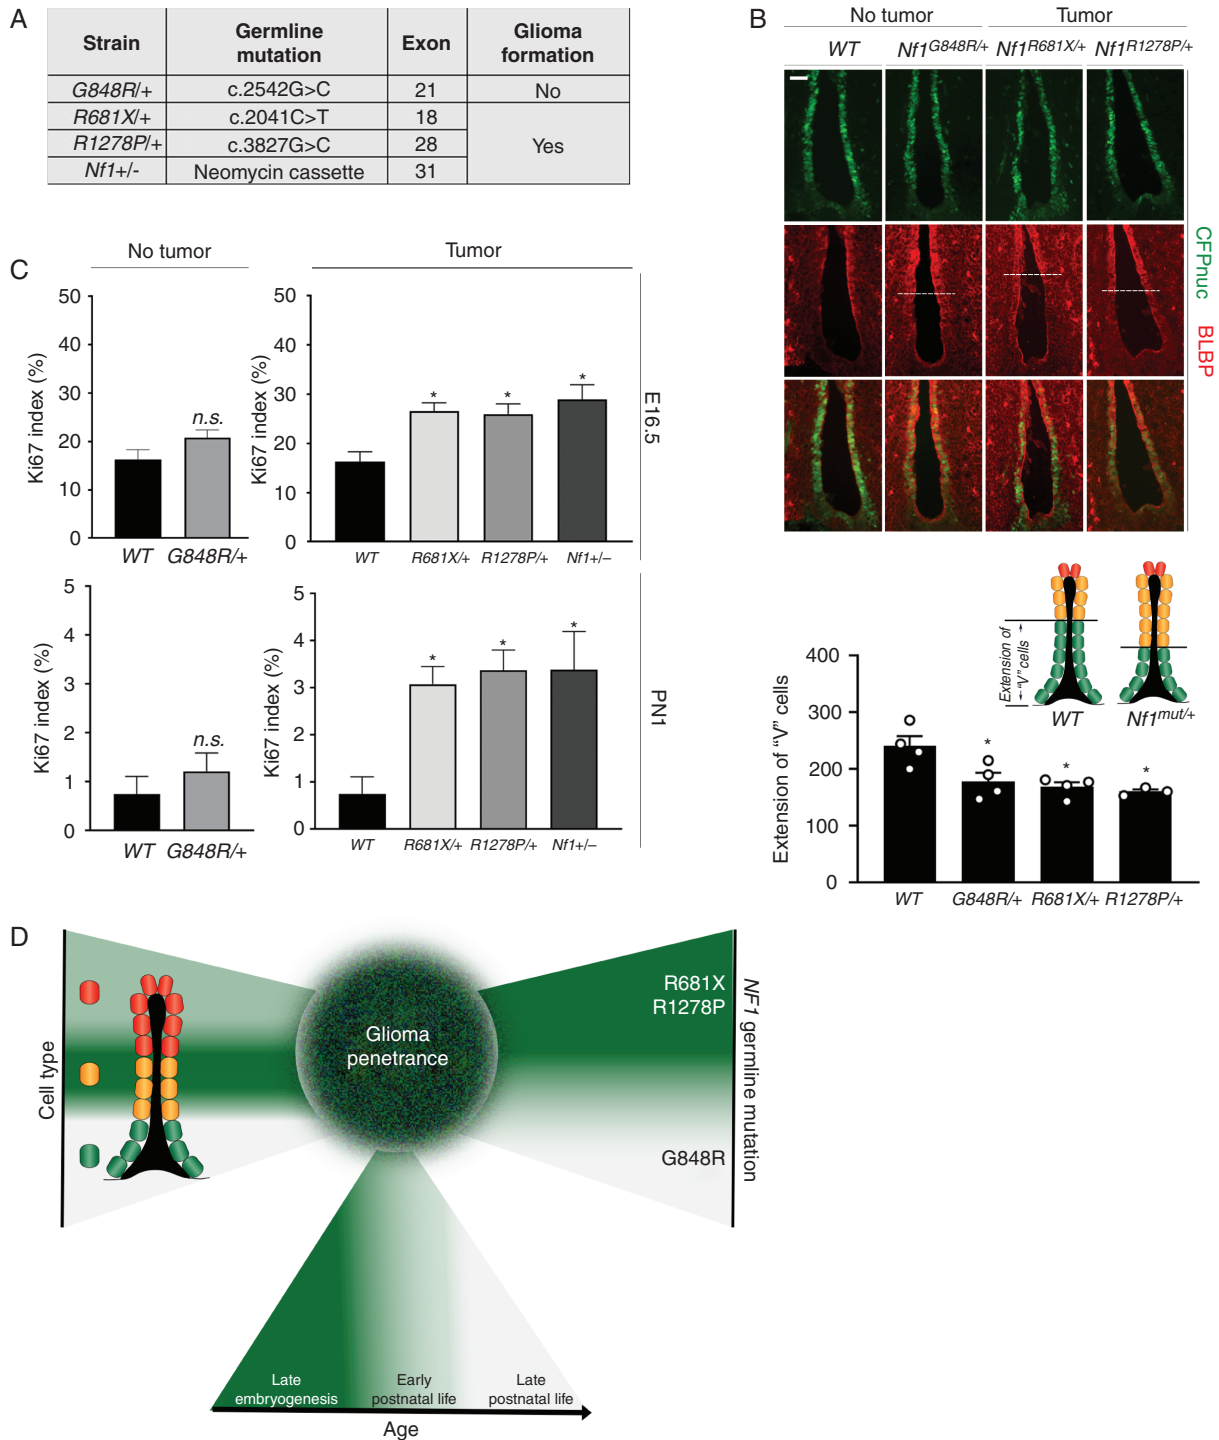 A
Strain
Germline mutation
Exon
Glioma formation
G848R/+
c.2542G>C
21
No
R681X/+
c.2041C>T
18
Yes
R1278P/+
c.3827G>C
28
Nf1+/-
Neomycin cassette
31
B
No tumor
Tumor
WT
Nf1G848R/+
Nf1R681X/+
Nf1R1278P/+
CFPnuc
BLBP
Extension of "V" cells
WT
Nf1mut/+
Extension of "V" cells
400
300
200
100
0
*
*
*
WT
G848R/+
R681X/+
R1278P/+
C
No tumor
Tumor
Ki67 index (%)
50
40
30
20
10
0
n.s.
WT
G848R/+
Ki67 index (%)
50
40
30
20
10
0
*
*
*
WT
R681X/+
R1278P/+
Nf1+/–
E16.5
Ki67 index (%)
5
4
3
2
1
0
n.s.
WT
G848R/+
Ki67 index (%)
5
4
3
2
1
0
*
*
*
WT
R681X/+
R1278P/+
Nf1+/–
PN1
D
Cell type
Glioma
penetrance
R681X
R1278P
G848R
NF1 germline mutation
Late
embryogenesis
Early
postnatal life
Late
postnatal life
Age